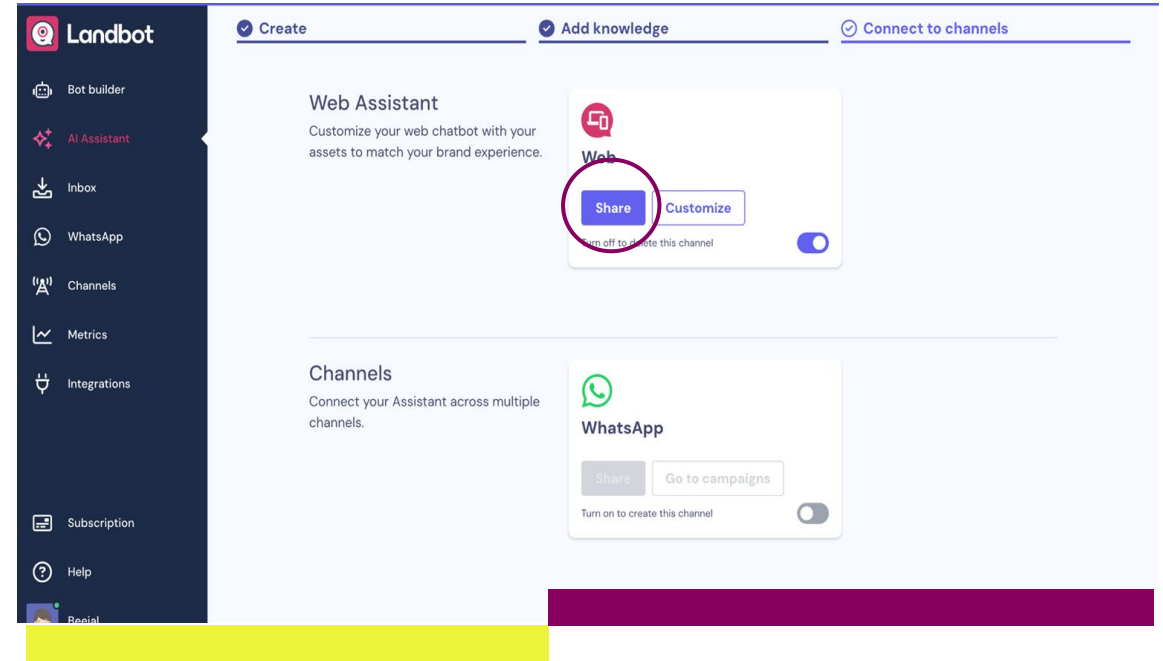 Landbot
Create
Add knowledge
Connect to channels
Bot builder
AI Assistant
Inbox
WhatsApp
Channels
Metrics
Integrations
Subscription
Help
Beejal
Web Assistant
Customize your web chatbot with your
assets to match your brand experience.
Web
Share
Customize
Turn off to delete this channel
Channels
Connect your Assistant across multiple
channels.
WhatsApp
Share
Go to campaigns
Turn on to create this channel